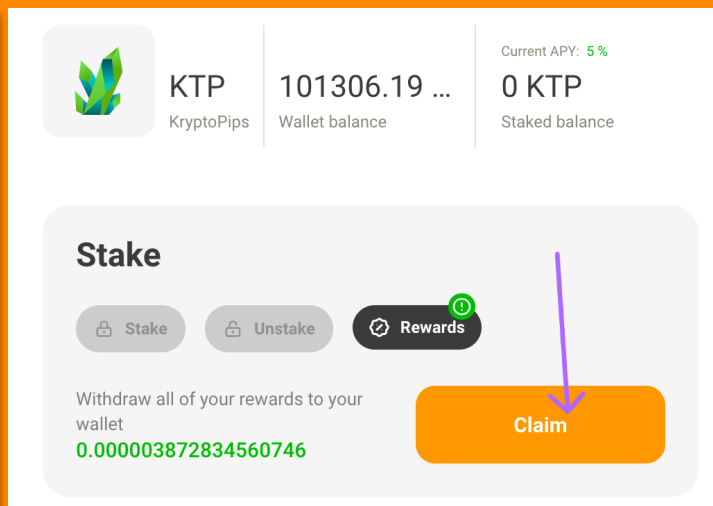 Current APY: 5 %
KTP
101306.19 ...
0 KTP
KryptoPips
Wallet balance
Staked balance
Stake
Stake
Unstake
Rewards
Withdraw all of your rewards to your
wallet
0.000003872834560746
Claim